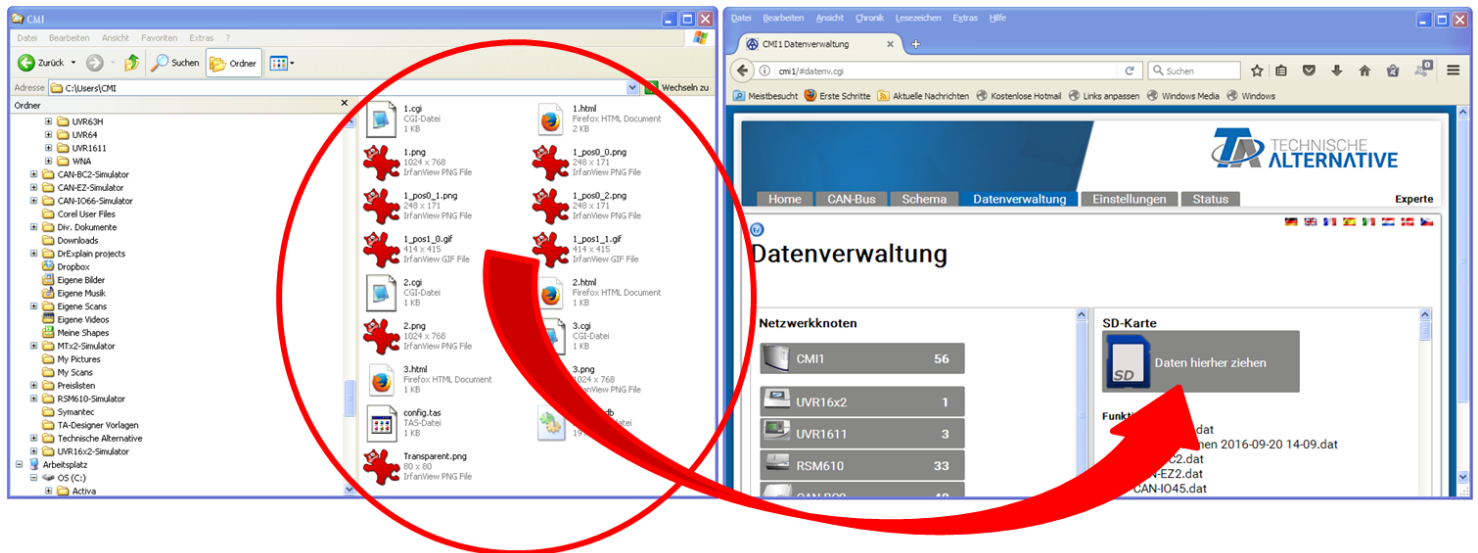 CMI
Datei Bearbeiten Ansicht Favoriten Extras ?
Zurück Suchen Ordner
Adresse C:\Users\CMI Wechseln zu
Ordner
UVR63H
UVR64
UVR1611
WNA
CAN-BC2-Simulator
CAN-EZ-Simulator
CAN-IO66-Simulator
Corel User Files
Div. Dokumente
Downloads
DrExplain projects
Dropbox
Eigene Bilder
Eigene Musik
Eigene Scans
Eigene Videos
Meine Shapes
MTx2-Simulator
My Pictures
My Scans
Preislisten
RSM610-Simulator
Symantec
TA-Designer Vorlagen
Technische Alternative
UVR16x2-Simulator
Arbeitsplatz
OS (C:)
Activa
1.cgi
CGI-Datei
1 KB
1.html
Firefox HTML Document
2 KB
1.png
1024 x 768
IrfanView PNG File
1_pos0_0.png
248 x 171
IrfanView PNG File
1_pos0_1.png
248 x 171
IrfanView PNG File
1_pos0_2.png
248 x 171
IrfanView PNG File
1_pos1_0.gif
414 x 415
IrfanView GIF File
1_pos1_1.gif
414 x 415
IrfanView GIF File
2.cgi
CGI-Datei
1 KB
2.html
Firefox HTML Document
1 KB
2.png
1024 x 768
IrfanView PNG File
3.cgi
CGI-Datei
1 KB
3.html
Firefox HTML Document
1 KB
3.png
1024 x 768
IrfanView PNG File
config.tas
TAS-Datei
1 KB
Transparent.png
80 x 80
IrfanView PNG File
Datei Bearbeiten Ansicht Chronik Lesezeichen Extras Hilfe
CMI1 Datenverwaltung
cmi1/#datenv.cgi
Suchen
Meistbesucht Erste Schritte Aktuelle Nachrichten Kostenlose Hotmail Links anpassen Windows Media Windows
TA TECHNISCHE
ALTERNATIVE
Home CAN-Bus Schema Datenverwaltung Einstellungen Status Experte
Datenverwaltung
Netzwerkknoten
CMI1 56
UVR16x2 1
UVR1611 3
RSM610 33
SD-Karte
SD
Daten hierher ziehen
.dat
2016-09-20 14-09.dat
CAN-IO45.dat